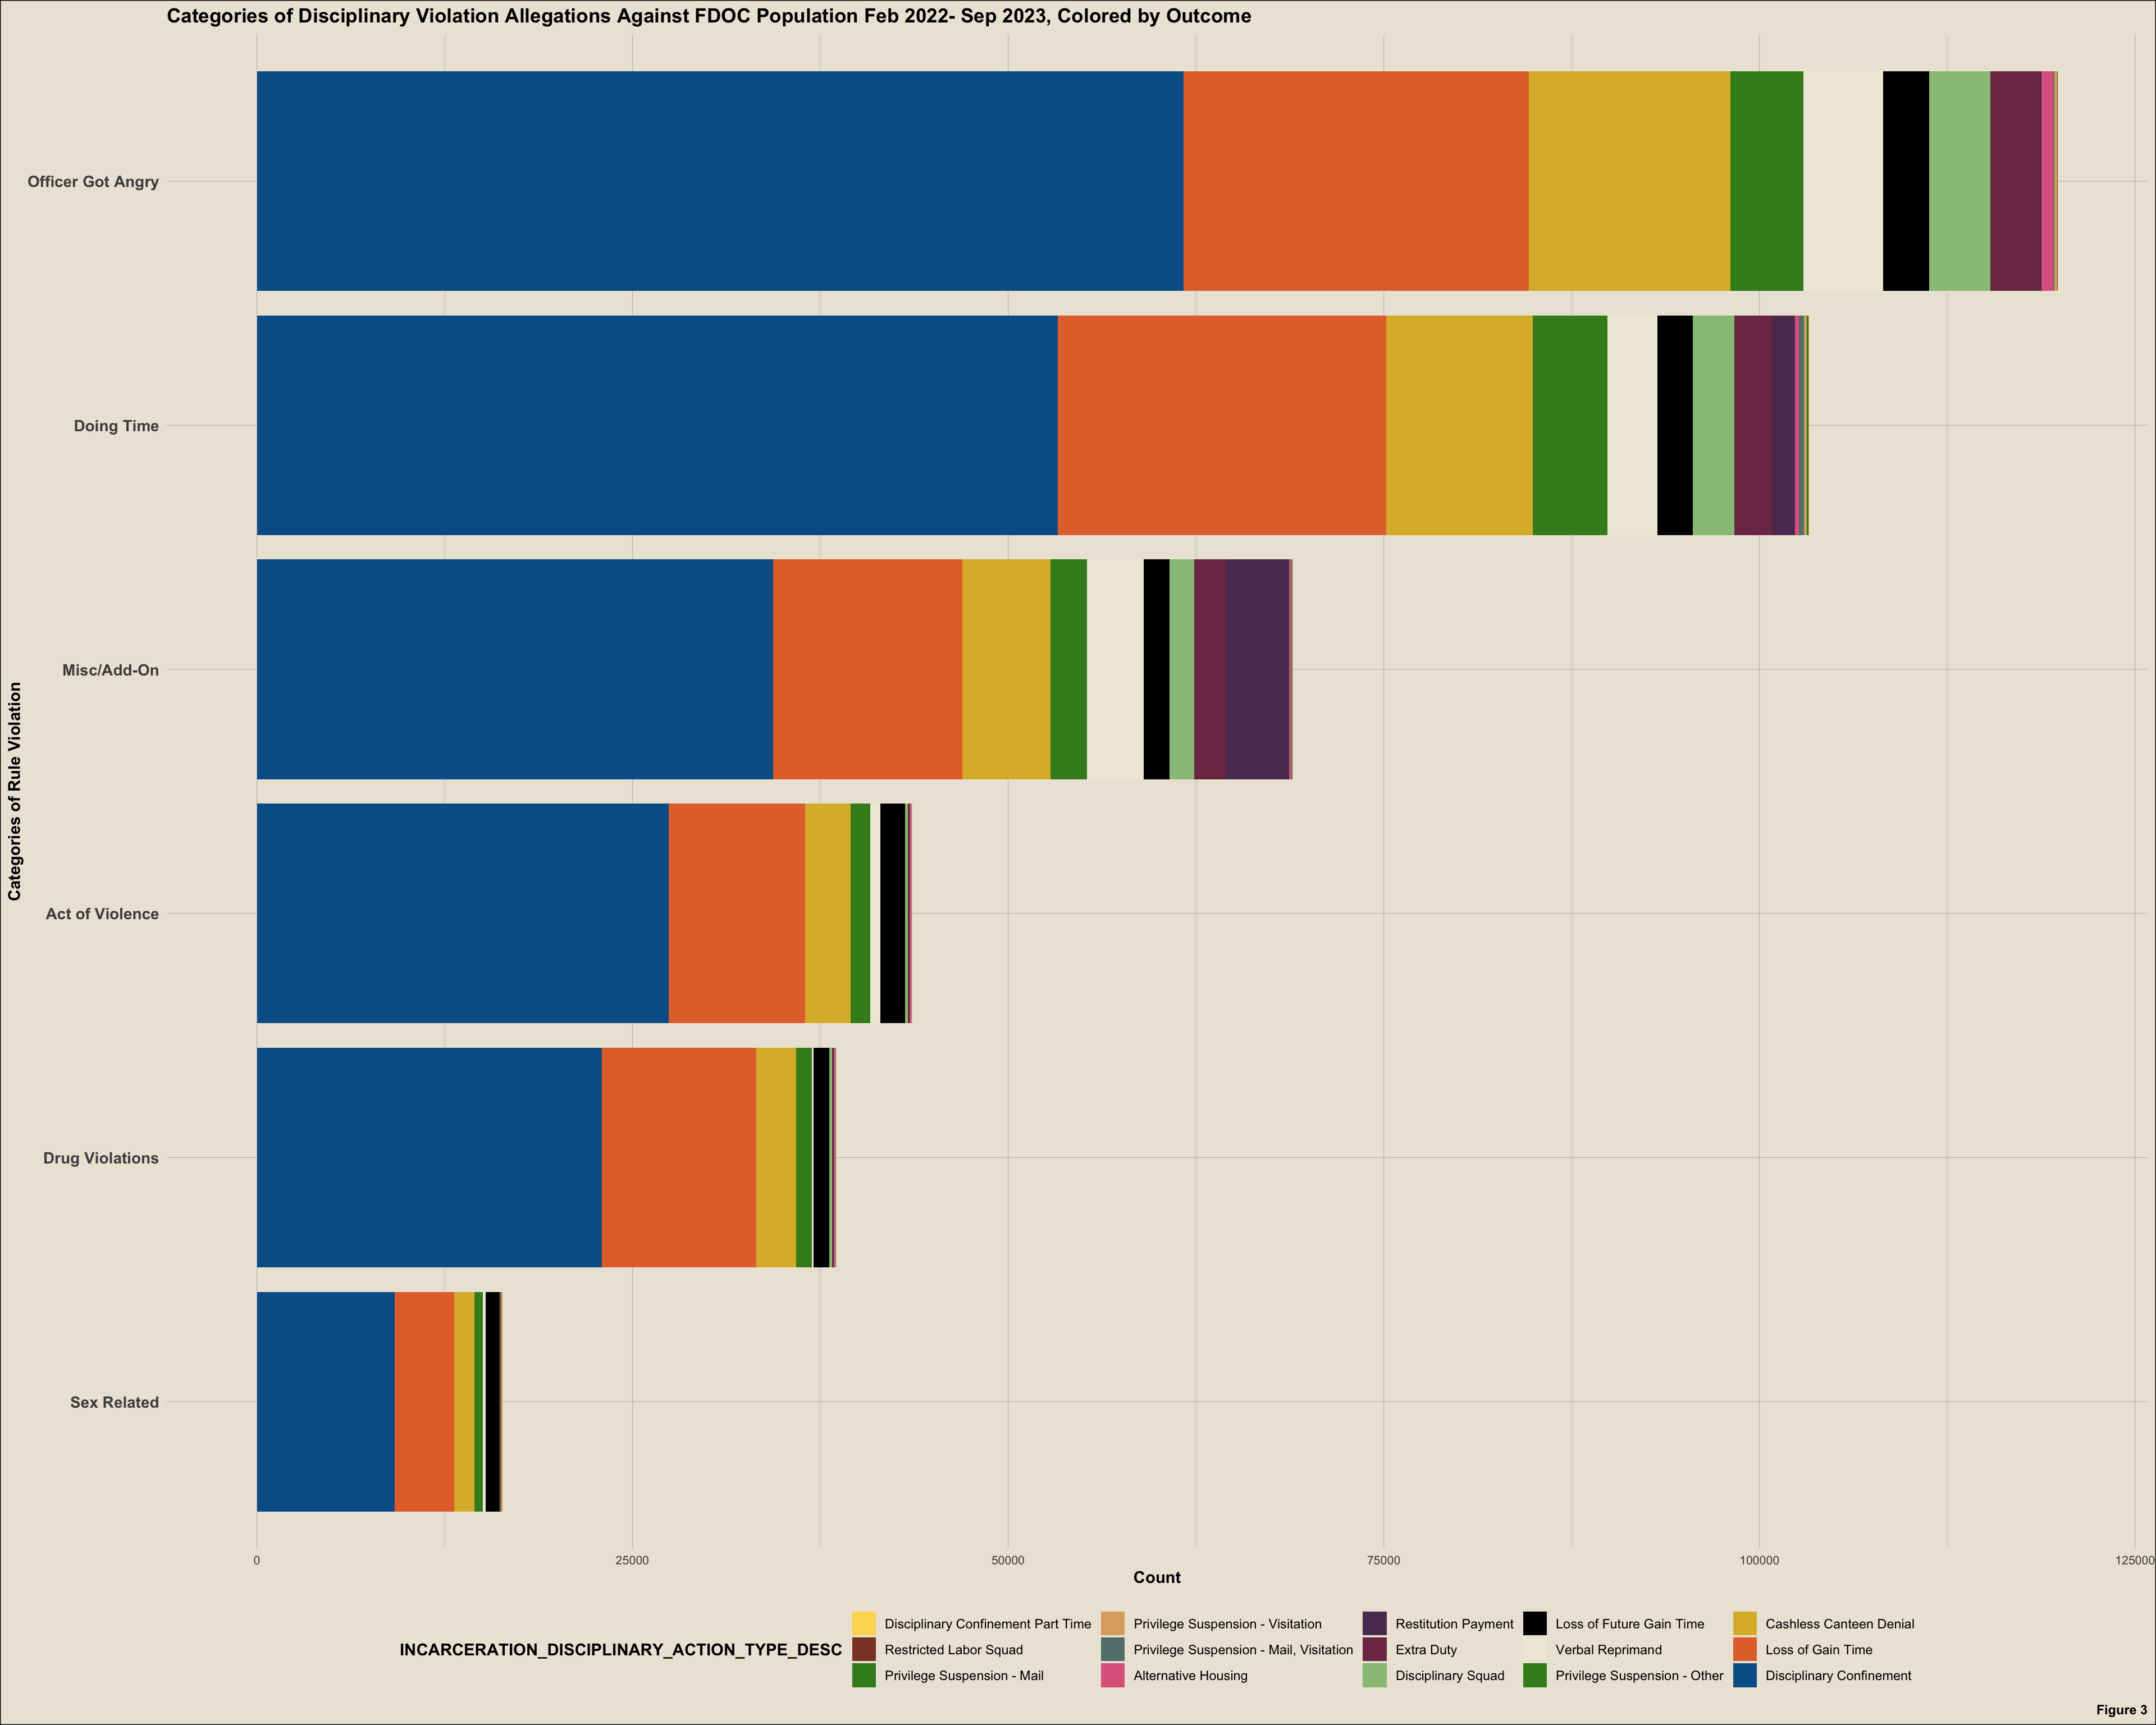 Categories of Disciplinary Violation Allegations Against FDOC Population Feb 2022- Sep 2023, Colored by Outcome
Categories of Rule Violation
Officer Got Angry
Doing Time
Misc/Add-On
Act of Violence
Drug Violations
Sex Related
0 25000 50000 75000 100000 125000
Count
INCARCERATION_DISCIPLINARY_ACTION_TYPE_DESC
Disciplinary Confinement Part Time
Restricted Labor Squad
Privilege Suspension - Mail
Privilege Suspension - Visitation
Privilege Suspension - Mail, Visitation
Alternative Housing
Restitution Payment
Extra Duty
Disciplinary Squad
Loss of Future Gain Time
Verbal Reprimand
Privilege Suspension - Other
Cashless Canteen Denial
Loss of Gain Time
Disciplinary Confinement
Figure 3